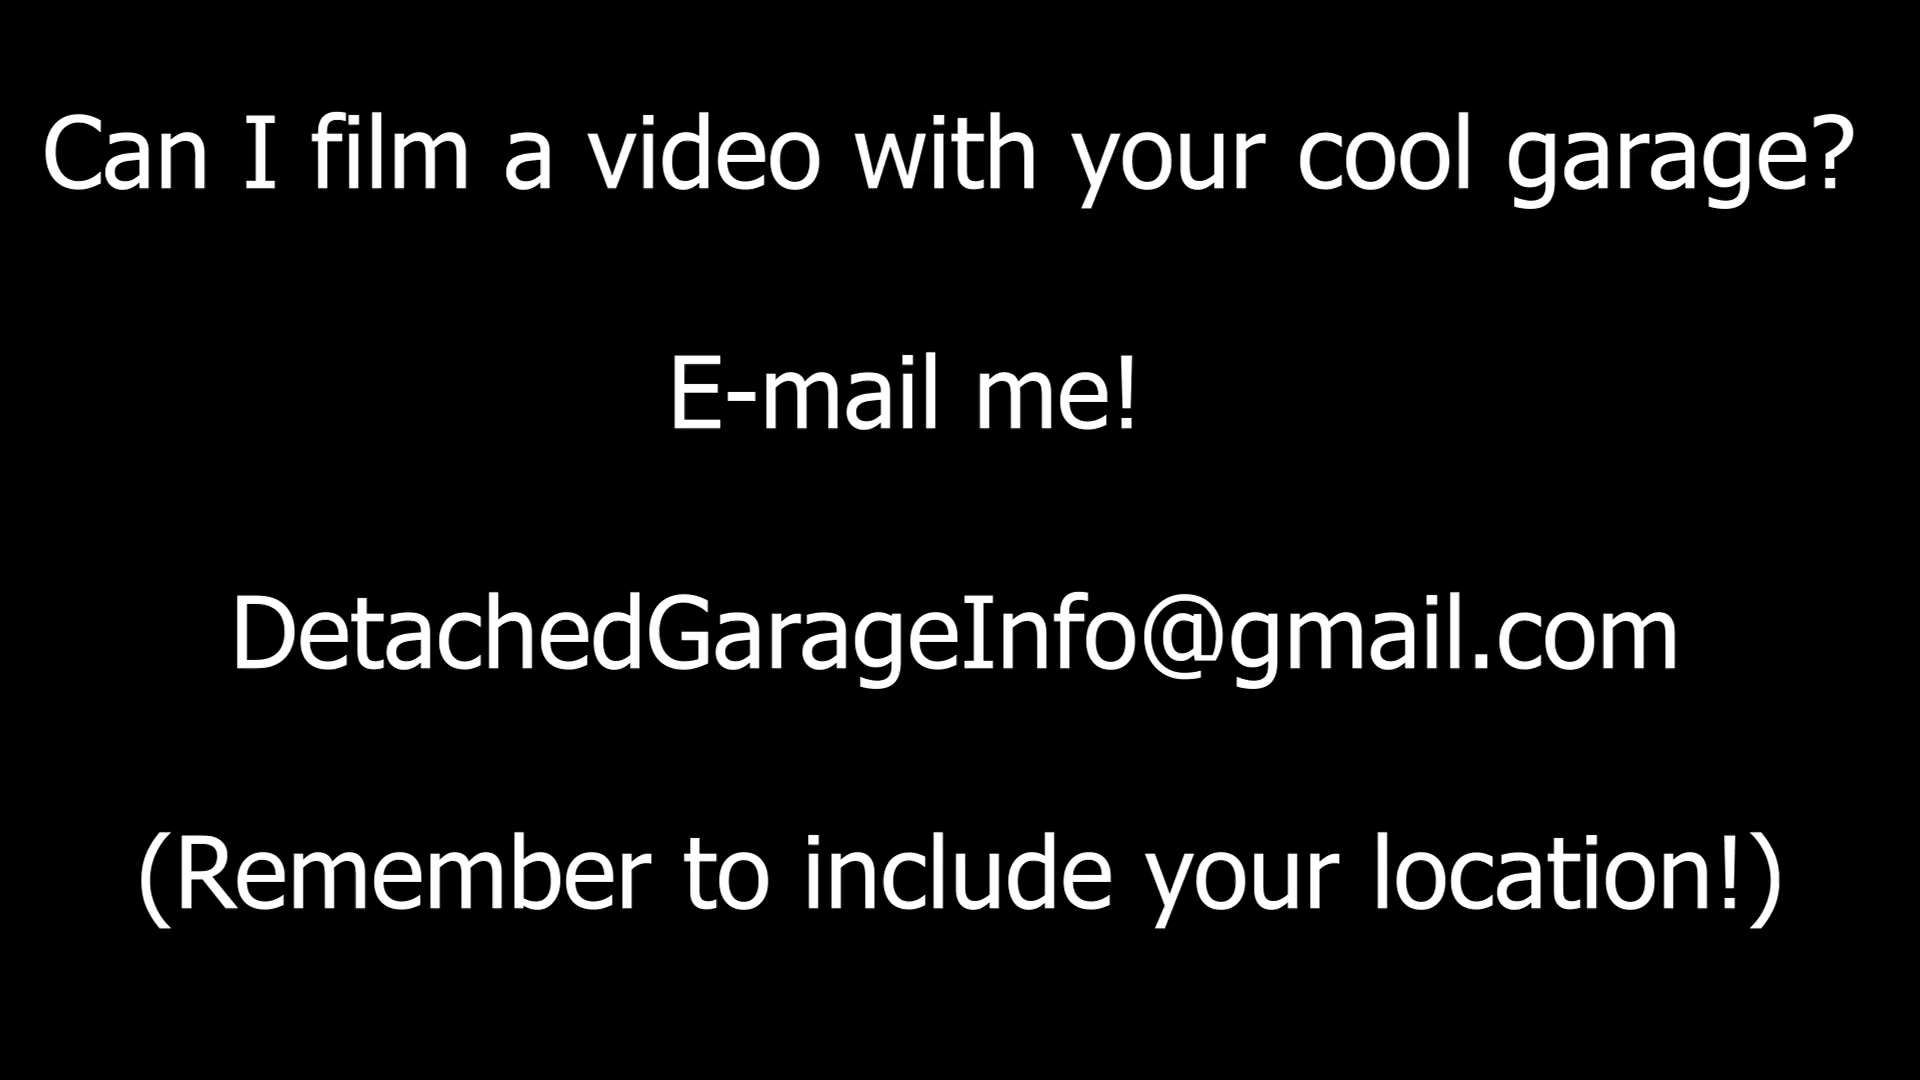 Can I film a video with your cool garage?
E-mail me!
DetachedGarageInfo@gmail.com
(Remember to include your location!)